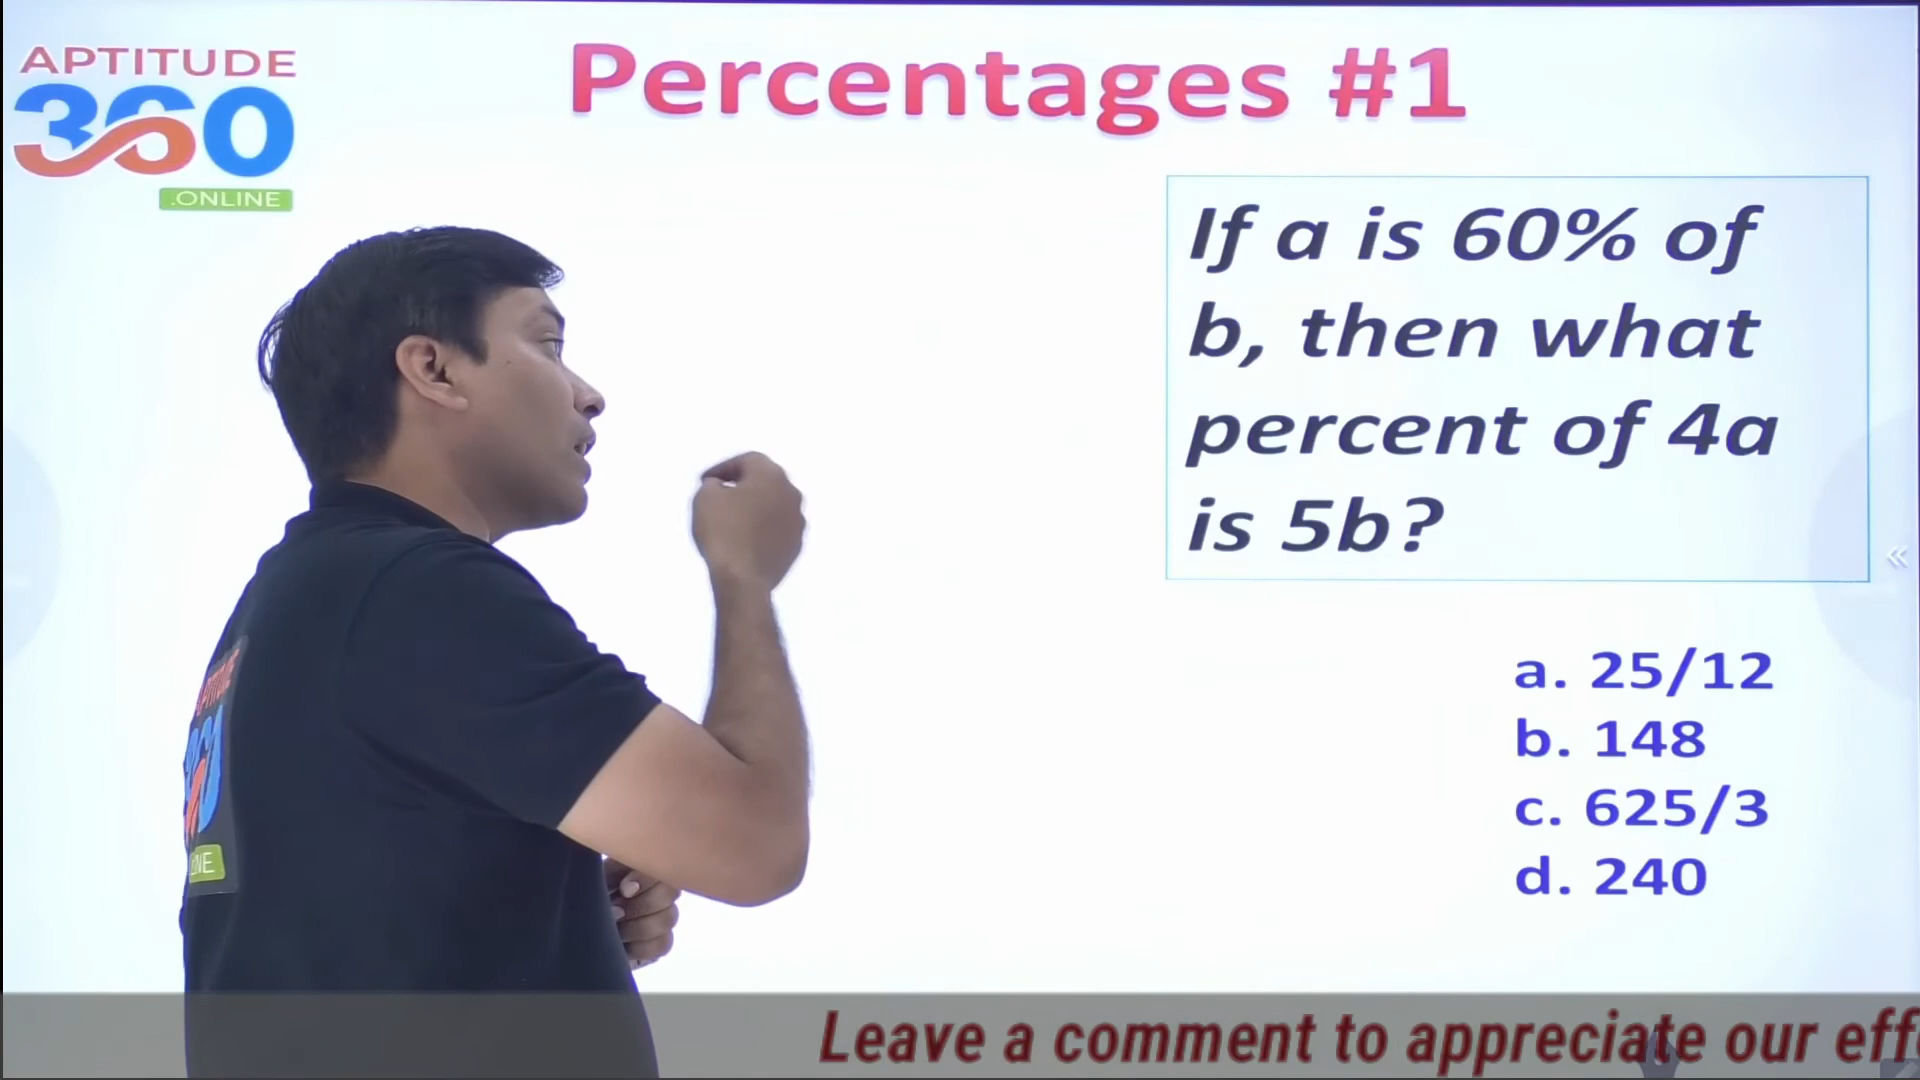 APTITUDE
360
.ONLINE
Percentages #1
If a is 60% of
b, then what
percent of 4a
is 5b?
a. 25/12
b. 148
c. 625/3
d. 240
Leave a comment to appreciate our